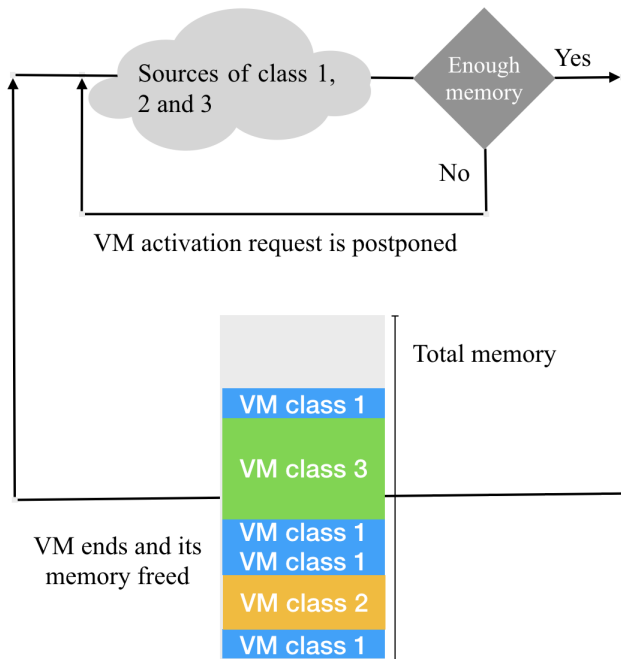 Sources of class 1,
2 and 3
Enough
memory
Yes
No
VM activation request is postponed
Total memory
VM class 1
VM class 3
VM class 1
VM class 1
VM class 2
VM class 1
VM ends and its
memory freed